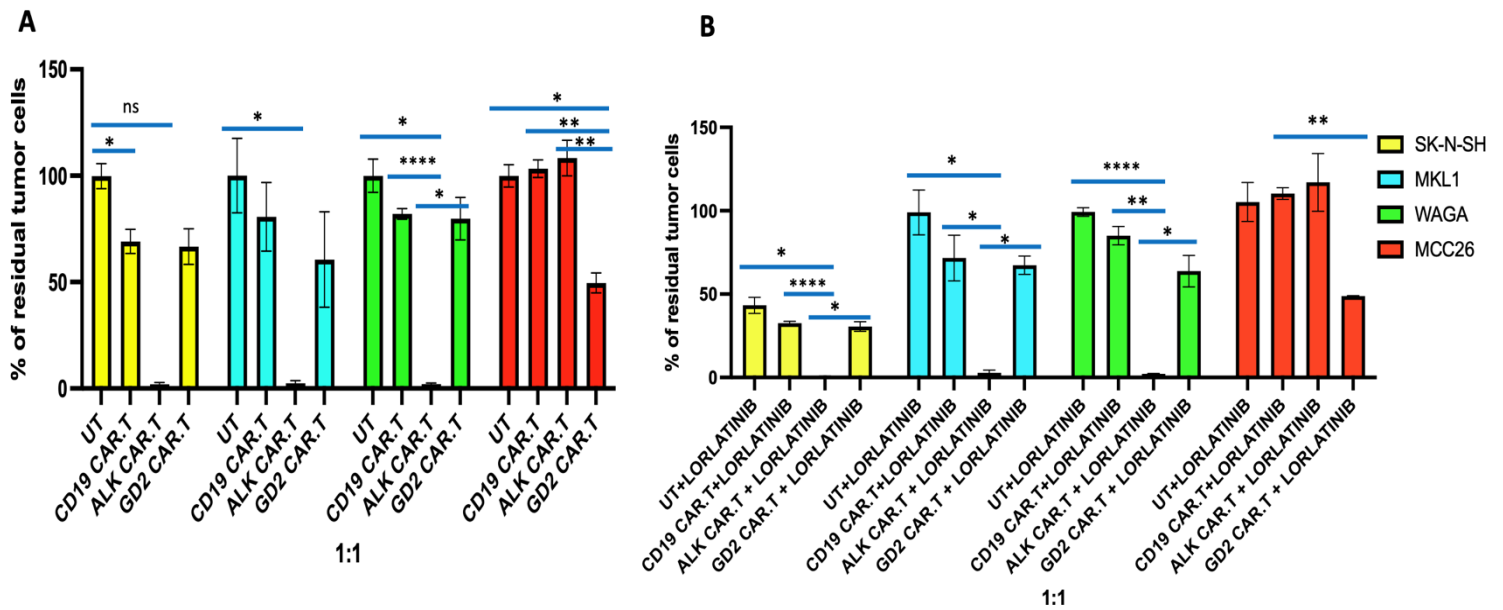 A
% of residual tumor cells
150
100
50
0
ns
*
*
*
****
*
*
**
**
UT
CD19 CAR.T
ALK CAR.T
GD2 CAR.T
UT
CD19 CAR.T
ALK CAR.T
GD2 CAR.T
UT
CD19 CAR.T
ALK CAR.T
GD2 CAR.T
UT
CD19 CAR.T
ALK CAR.T
GD2 CAR.T
1:1
B
% of residual tumor cells
150
100
50
0
*
****
*
*
*
*
****
**
*
**
UT+LORLATINIB
CD19 CAR.T+LORLATINIB
ALK CAR.T + LORLATINIB
GD2 CAR.T + LORLATINIB
UT+LORLATINIB
CD19 CAR.T+LORLATINIB
ALK CAR.T + LORLATINIB
GD2 CAR.T + LORLATINIB
UT+LORLATINIB
CD19 CAR.T+LORLATINIB
ALK CAR.T + LORLATINIB
GD2 CAR.T + LORLATINIB
UT+LORLATINIB
CD19 CAR.T+LORLATINIB
ALK CAR.T + LORLATINIB
GD2 CAR.T + LORLATINIB
1:1
SK-N-SH
MKL1
WAGA
MCC26